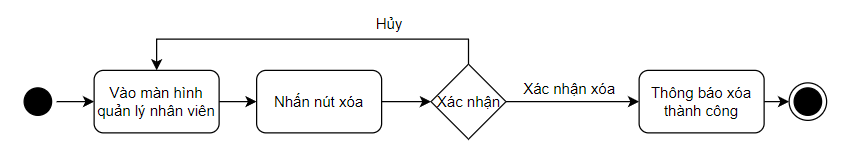 Hủy
Vào màn hình
quản lý nhân viên
Nhấn nút xóa
Xác nhận
Xác nhận xóa
Thông báo xóa
thành công